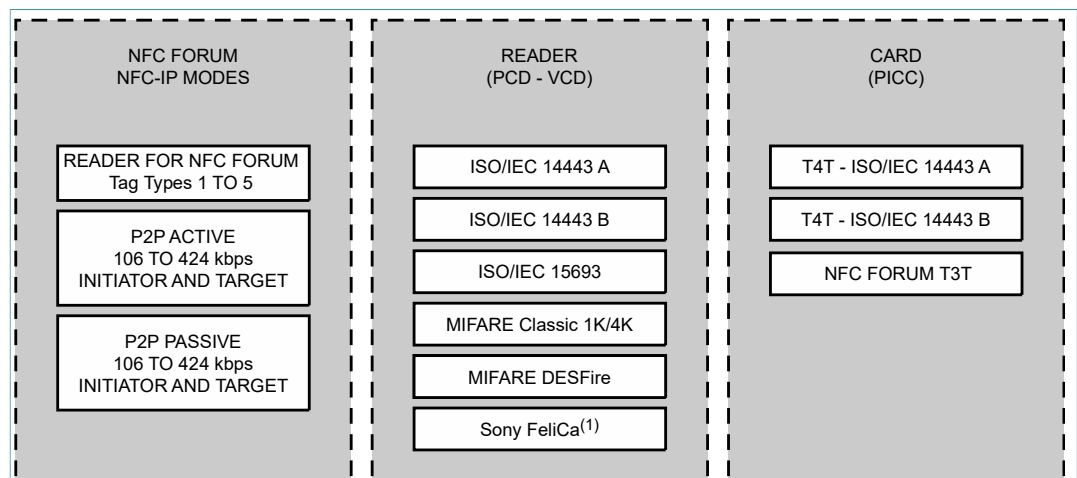 NFC FORUM
NFC-IP MODES
READER FOR NFC FORUM
Tag Types 1 TO 5
P2P ACTIVE
106 TO 424 kbps
INITIATOR AND TARGET
P2P PASSIVE
106 TO 424 kbps
INITIATOR AND TARGET
READER
(PCD - VCD)
ISO/IEC 14443 A
ISO/IEC 14443 B
ISO/IEC 15693
MIFARE Classic 1K/4K
MIFARE DESFire
Sony FeliCa(1)
CARD
(PICC)
T4T - ISO/IEC 14443 A
T4T - ISO/IEC 14443 B
NFC FORUM T3T